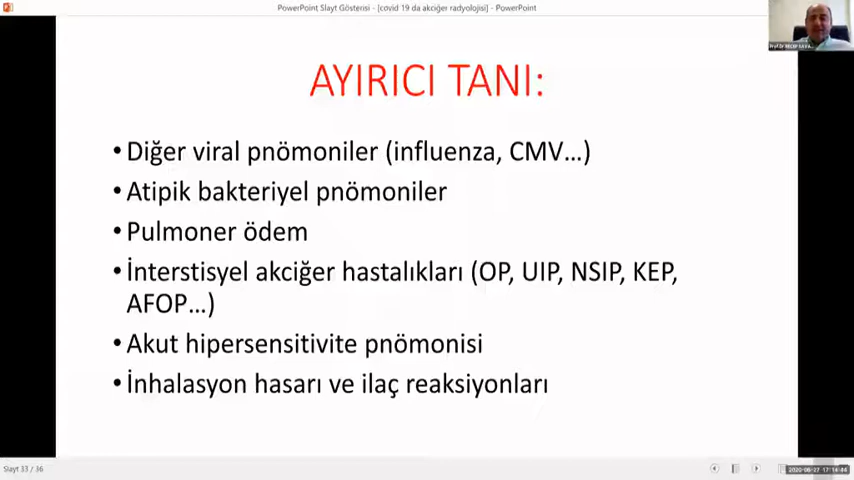 PowerPoint Slayt Gösterisi - [covid 19 da akciğer radyolojisi] - PowerPoint
AYIRICI TANI:
• Diğer viral pnömoniler (influenza, CMV...)
• Atipik bakteriyel pnömoniler
• Pulmoner ödem
• İnterstisyel akciğer hastalıkları (OP, UIP, NSIP, KEP,
AFOP...)
• Akut hipersensitivite pnömonisi
• İnhalasyon hasarı ve ilaç reaksiyonları
Slayt 33 / 36
2020-06-27 17:14:44